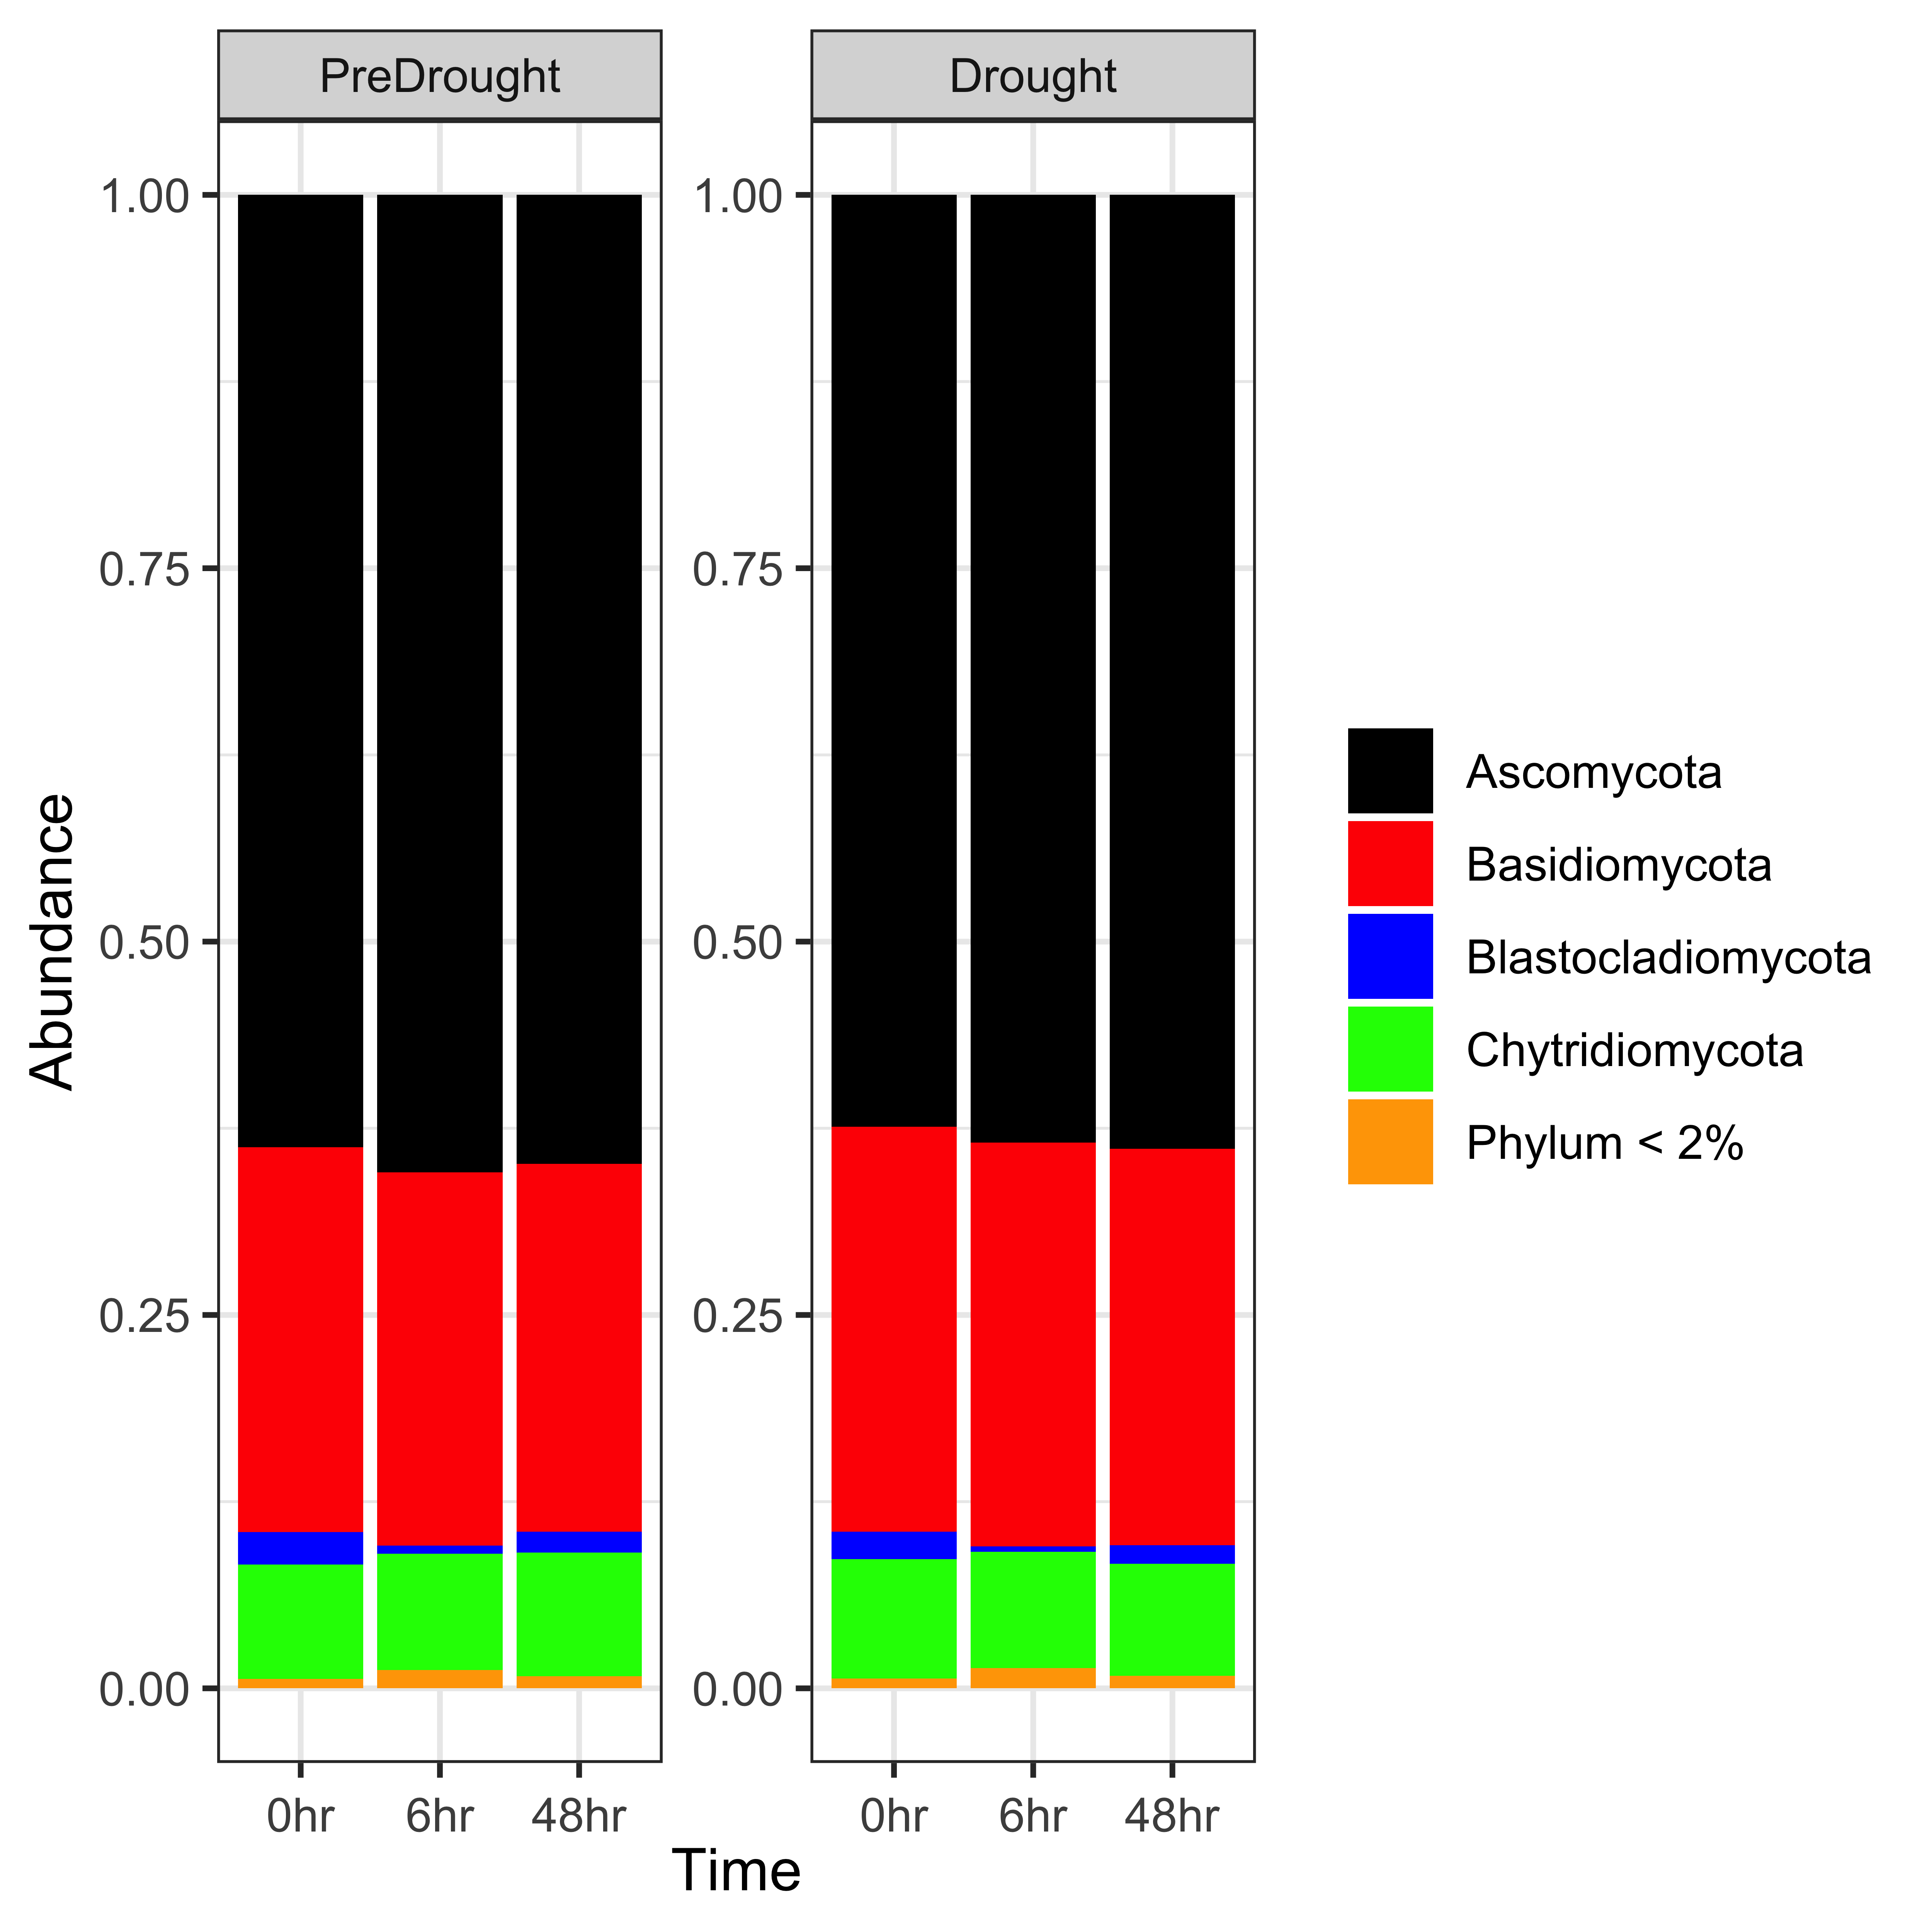 PreDrought
Drought
1.00
0.75
0.50
0.25
0.00
1.00
0.75
0.50
0.25
0.00
Abundance
0hr 6hr 48hr
0hr 6hr 48hr
Time
Ascomycota
Basidiomycota
Blastocladiomycota
Chytridiomycota
Phylum < 2%